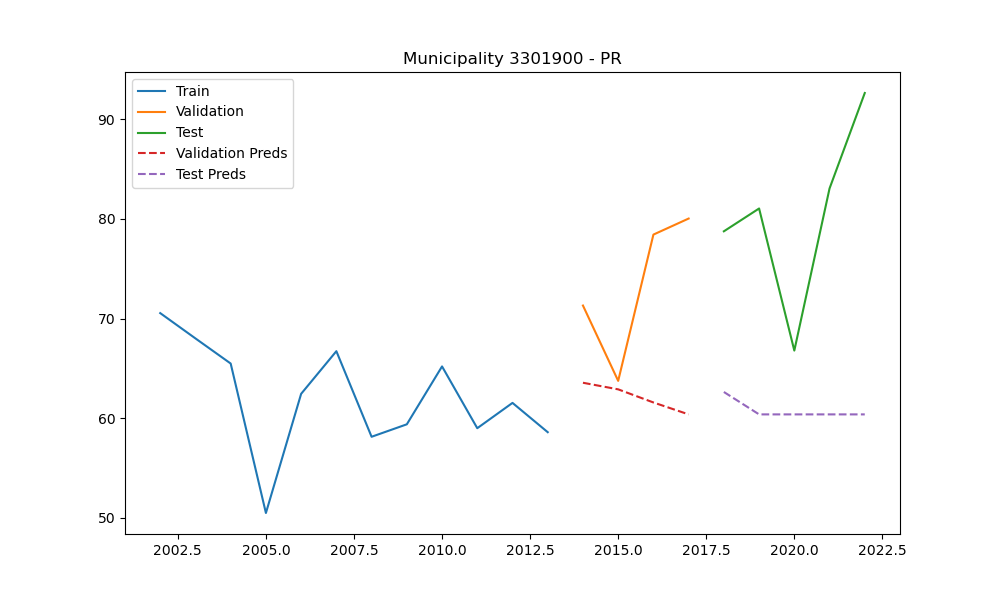 Municipality 3301900 - PR
Train
Validation
Test
Validation Preds
Test Preds
90
80
70
60
50
2002.5 2005.0 2007.5 2010.0 2012.5 2015.0 2017.5 2020.0 2022.5